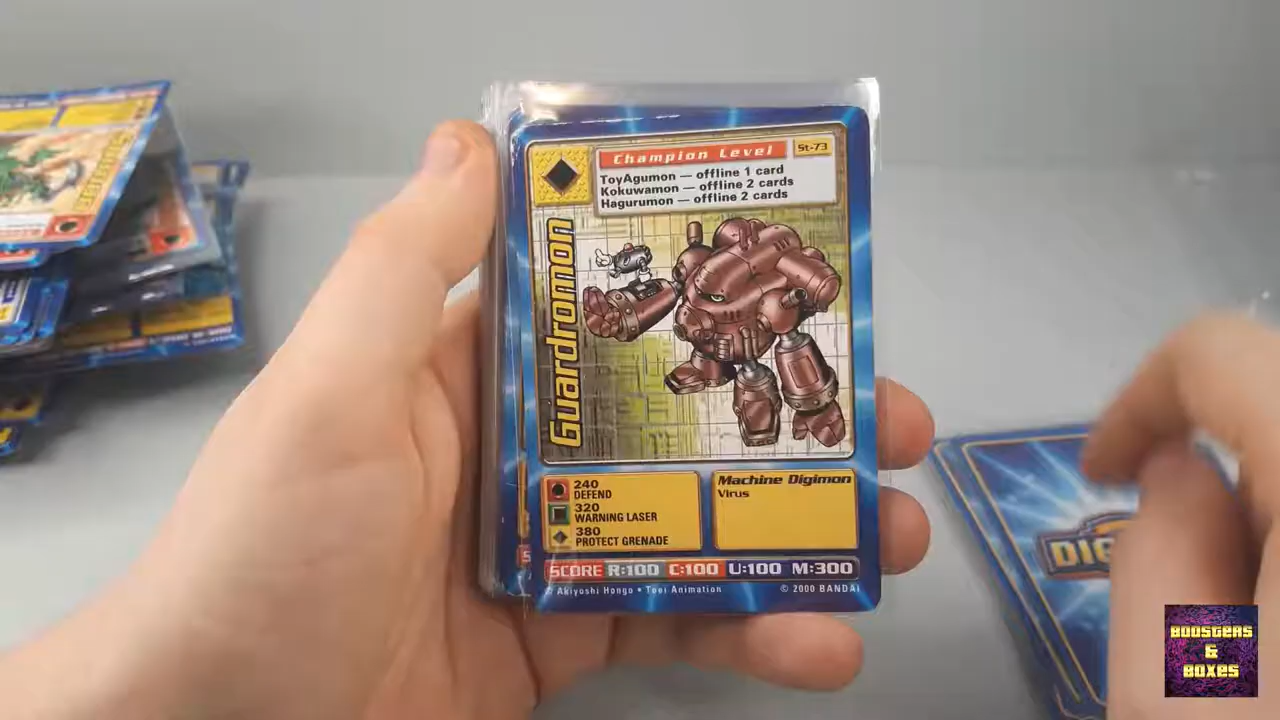 Champion Level
St-73
ToyAgumon — offline 1 card
Kokuwamon — offline 2 cards
Hagurumon — offline 2 cards
Guardromon
240
DEFEND
320
WARNING LASER
380
PROTECT GRENADE
Machine Digimon
Virus
SCORE R:100 C:100 U:100 M:300
© Akiyoshi Hongo • Toei Animation
© 2000 BANDAI
BOOSTERS
&
BOXES